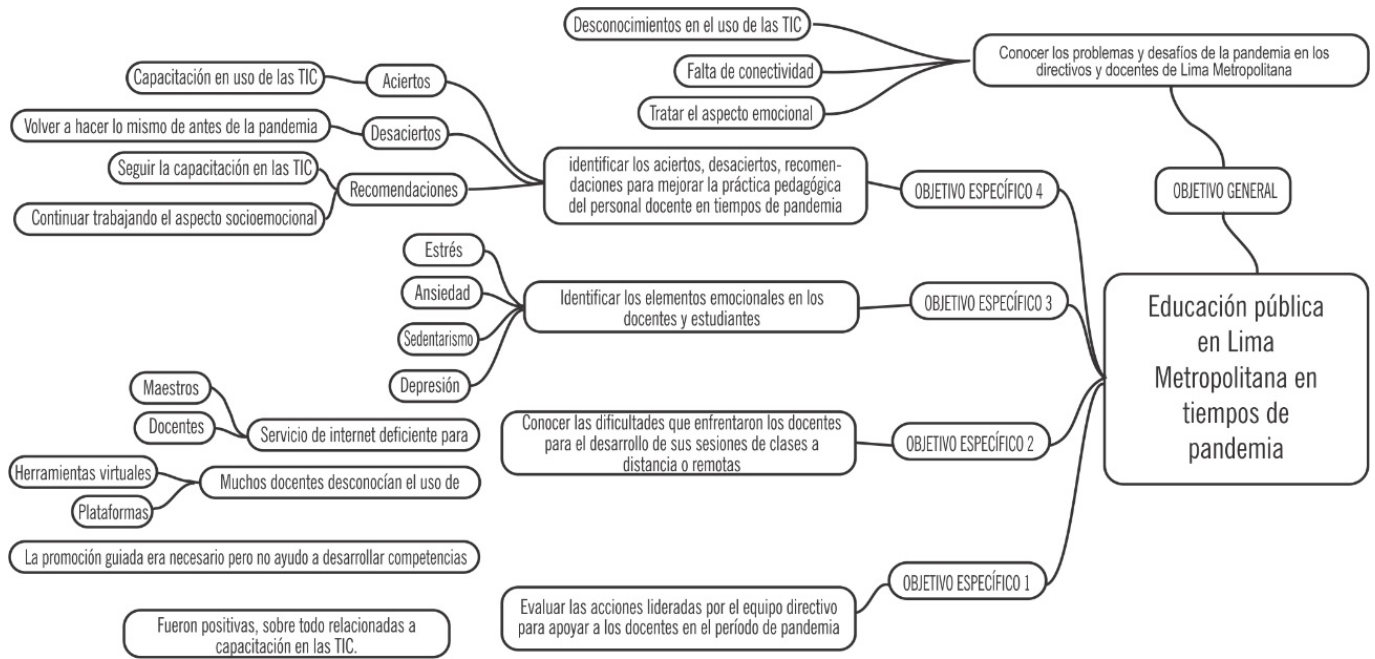 Desconocimientos en el uso de las TIC
Falta de conectividad
Tratar el aspecto emocional
Conocer los problemas y desafíos de la pandemia en los
directivos y docentes de Lima Metropolitana
OBJETIVO GENERAL
Educación pública
en Lima
Metropolitana en
tiempos de
pandemia
Capacitación en uso de las TIC
Aciertos
Volver a hacer lo mismo de antes de la pandemia
Desaciertos
Seguir la capacitación en las TIC
Continuar trabajando el aspecto socioemocional
Recomendaciones
identificar los aciertos, desaciertos, recomen-
daciones para mejorar la práctica pedagógica
del personal docente en tiempos de pandemia
OBJETIVO ESPECÍFICO 4
Estrés
Ansiedad
Sedentarismo
Depresión
Identificar los elementos emocionales en los
docentes y estudiantes
OBJETIVO ESPECÍFICO 3
Maestros
Docentes
Servicio de internet deficiente para
Herramientas virtuales
Plataformas
Muchos docentes desconocían el uso de
La promoción guiada era necesario pero no ayudo a desarrollar competencias
Conocer las dificultades que enfrentaron los docentes
para el desarrollo de sus sesiones de clases a
distancia o remotas
OBJETIVO ESPECÍFICO 2
Fueron positivas, sobre todo relacionadas a
capacitación en las TIC.
Evaluar las acciones lideradas por el equipo directivo
para apoyar a los docentes en el período de pandemia
OBJETIVO ESPECÍFICO 1